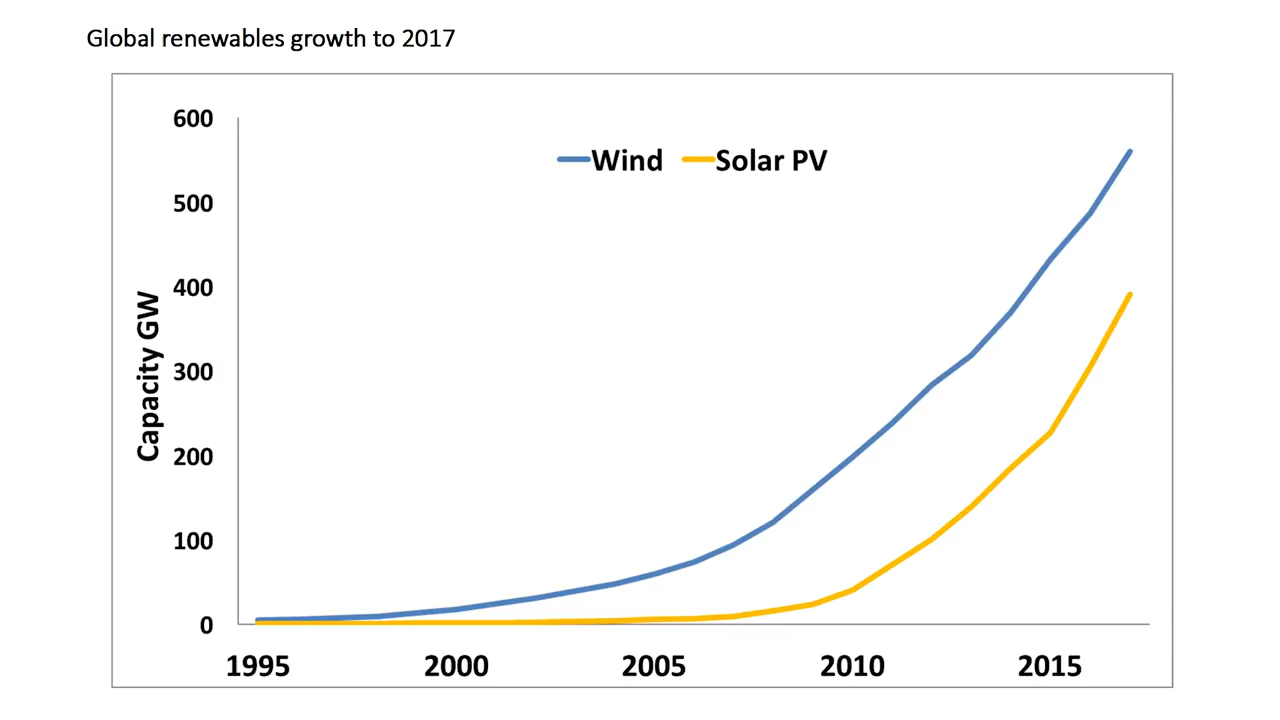 Global renewables growth to 2017
600
Wind Solar PV
500
400
Capacity GW
300
200
100
0
1995 2000 2005 2010 2015